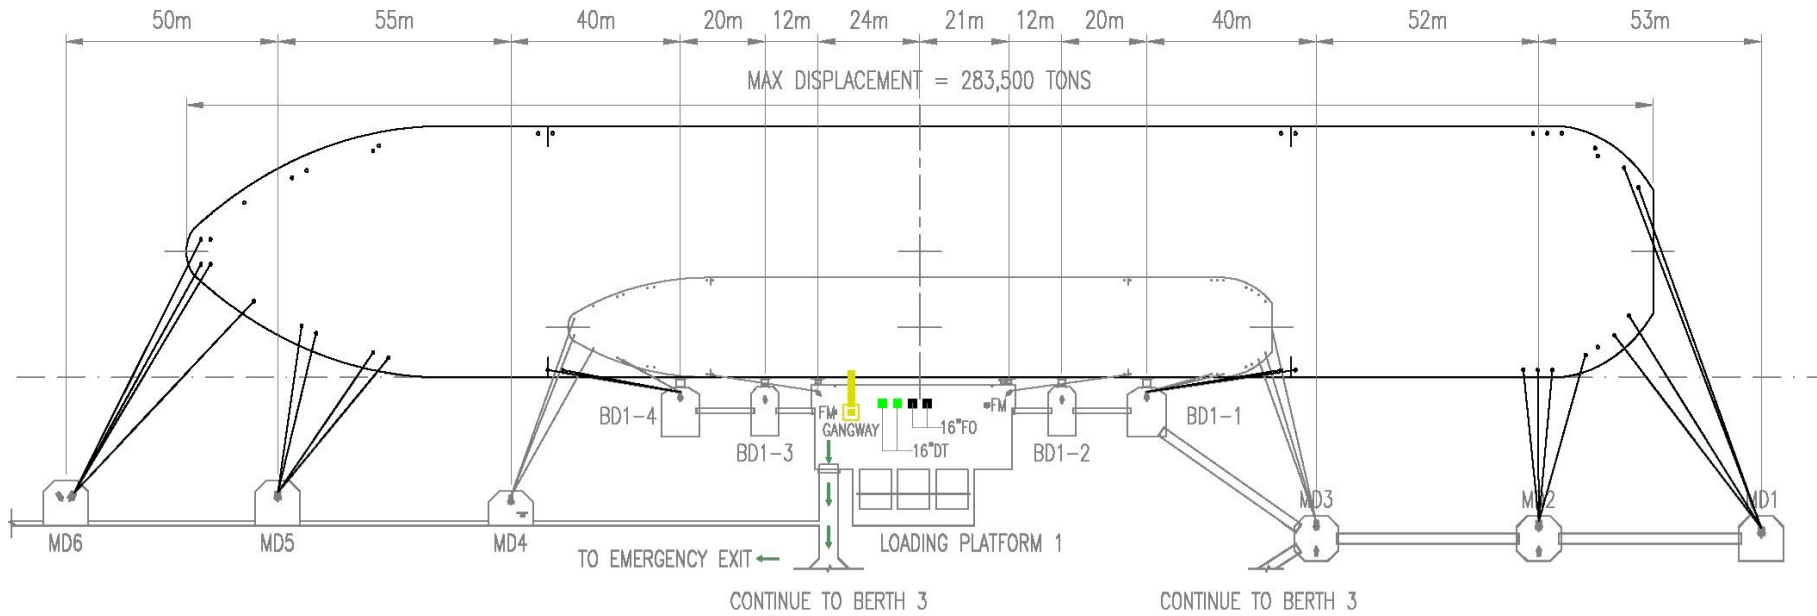 50m 55m 40m 20m 12m 24m 21m 12m 20m 40m 52m 53m
MAX DISPLACEMENT = 283,500 TONS
BD1-4
FM
FM
BD1-1
GANGWAY
16"FO
BD1-3
16"DT
BD1-2
MD3
MD2
MD1
MD6
MD5
MD4
LOADING PLATFORM 1
TO EMERGENCY EXIT
CONTINUE TO BERTH 3
CONTINUE TO BERTH 3